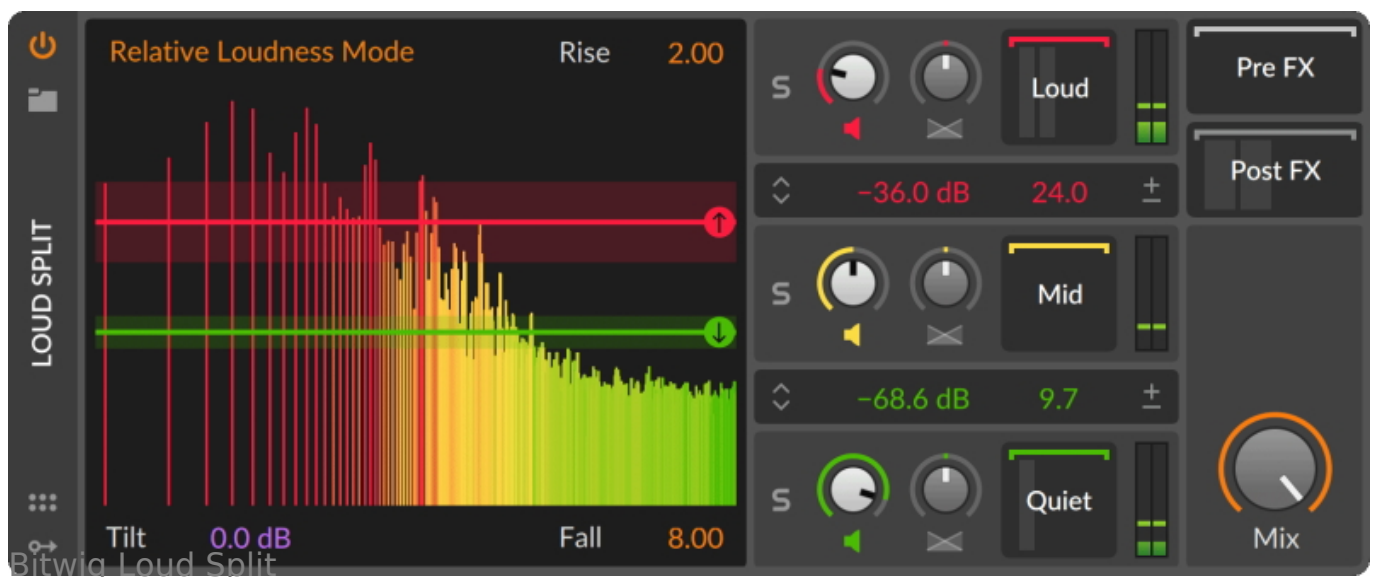 Relative Loudness Mode
Rise 2.00
LOUD SPLIT
Tilt 0.0 dB
Fall 8.00
S
Loud
−36.0 dB 24.0
S
Mid
−68.6 dB 9.7
S
Quiet
Pre FX
Post FX
Mix
Bitwig Loud Split